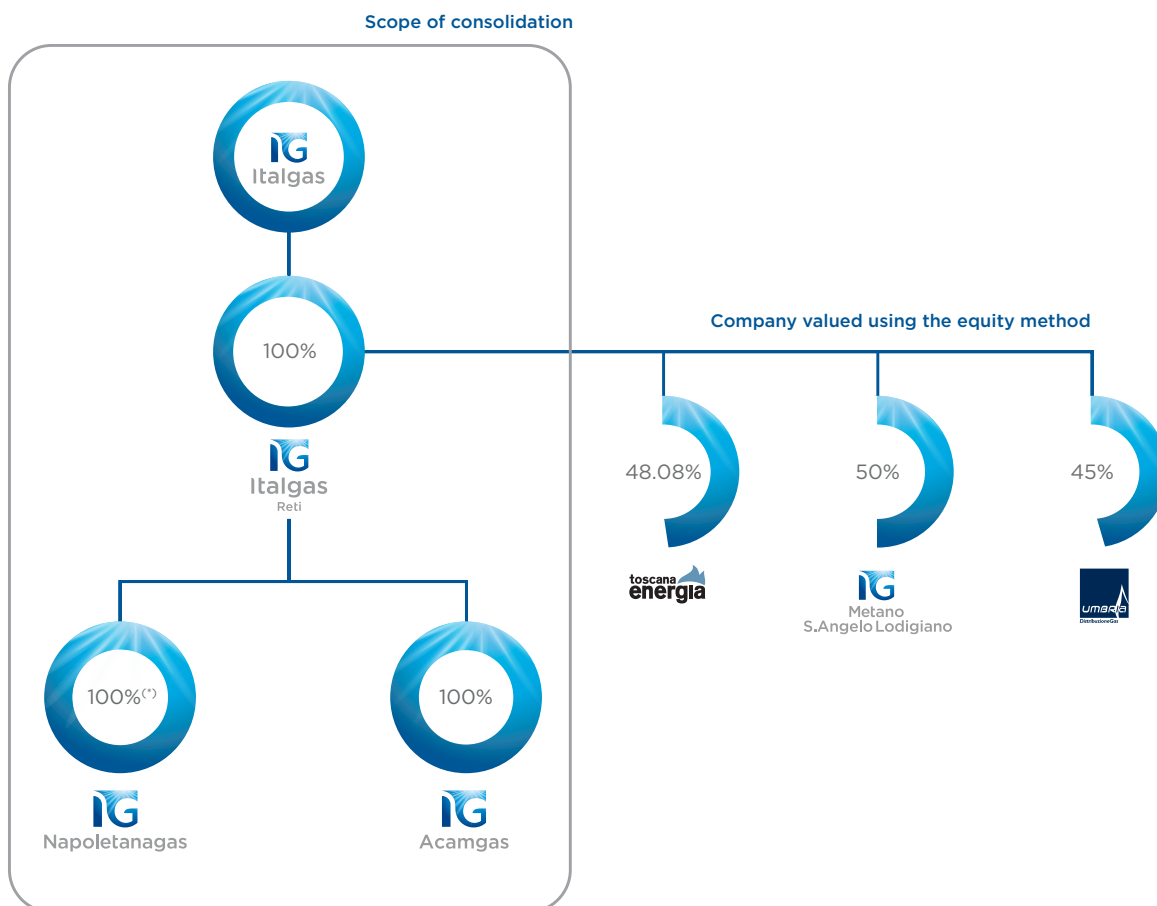 Scope of consolidation
IG
Italgas
100%
IG
Italgas
Reti
Company valued using the equity method
48.08%
toscana
energia
50%
IG
Metano
S.Angelo Lodigiano
45%
UMBRIA
DistribuzioneGas
100%(*)
IG
Napoletanagas
100%
IG
Acamgas